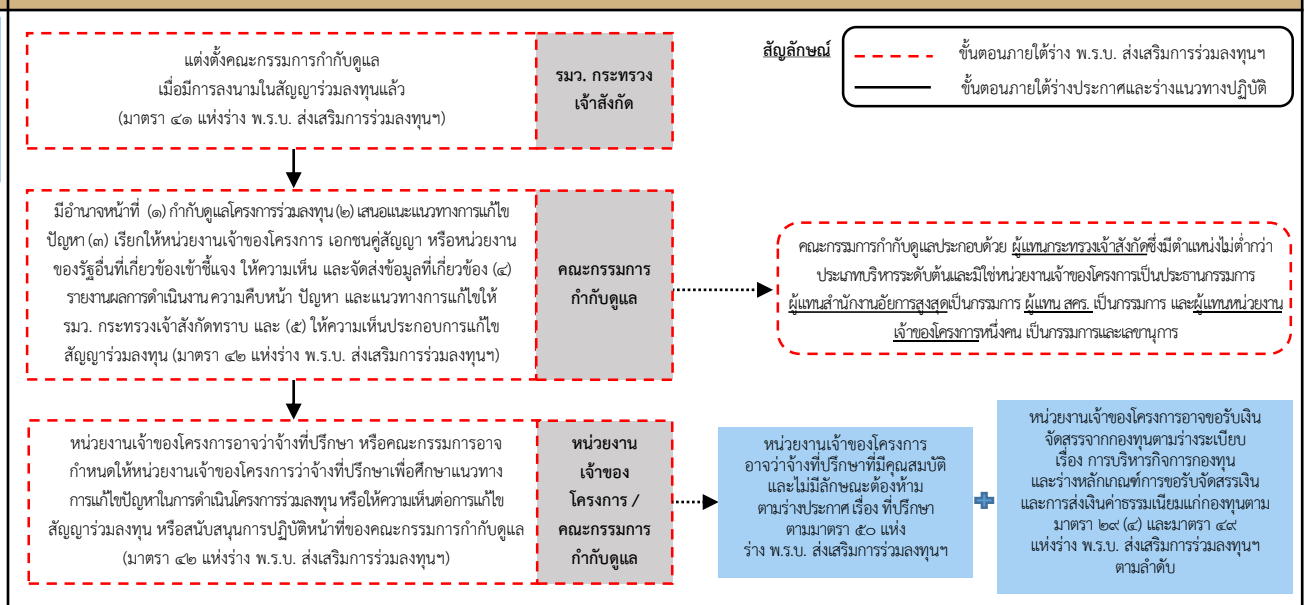 แต่งตั้งคณะกรรมการกำกับดูแล
เมื่อมีการลงนามในสัญญาร่วมลงทุนแล้ว
(มาตรา ๔๑ แห่งร่าง พ.ร.บ. ส่งเสริมการร่วมลงทุนฯ)
รมว. กระทรวง
เจ้าสังกัด
สัญลักษณ์
ขั้นตอนภายใต้ร่าง พ.ร.บ. ส่งเสริมการร่วมลงทุนฯ
ขั้นตอนภายใต้ร่างประกาศและร่างแนวทางปฏิบัติ
มีอำนาจหน้าที่ (๑) กำกับดูแลโครงการร่วมลงทุน (๒) เสนอแนะแนวทางการแก้ไข
ปัญหา (๓) เรียกให้หน่วยงานเจ้าของโครงการ เอกชนคู่สัญญา หรือหน่วยงาน
ของรัฐอื่นที่เกี่ยวข้องเข้าชี้แจง ให้ความเห็น และจัดส่งข้อมูลที่เกี่ยวข้อง (๔)
รายงานผลการดำเนินงาน ความคืบหน้า ปัญหา และแนวทางการแก้ไขให้
รมว. กระทรวงเจ้าสังกัดทราบ และ (๕) ให้ความเห็นประกอบการแก้ไข
สัญญาร่วมลงทุน (มาตรา ๔๒ แห่งร่าง พ.ร.บ. ส่งเสริมการร่วมลงทุนฯ)
คณะกรรมการ
กำกับดูแล
คณะกรรมการกำกับดูแลประกอบด้วย ผู้แทนกระทรวงเจ้าสังกัดซึ่งมีตำแหน่งไม่ต่ำกว่า
ประเภทบริหารระดับต้นและมิใช่หน่วยงานเจ้าของโครงการเป็นประธานกรรมการ
ผู้แทนสำนักงานอัยการสูงสุดเป็นกรรมการ ผู้แทน สคร. เป็นกรรมการ และผู้แทนหน่วยงาน
เจ้าของโครงการหนึ่งคน เป็นกรรมการและเลขานุการ
หน่วยงานเจ้าของโครงการอาจว่าจ้างที่ปรึกษา หรือคณะกรรมการอาจ
กำหนดให้หน่วยงานเจ้าของโครงการว่าจ้างที่ปรึกษาเพื่อศึกษาแนวทาง
การแก้ไขปัญหาในการดำเนินโครงการร่วมลงทุน หรือให้ความเห็นต่อการแก้ไข
สัญญาร่วมลงทุน หรือสนับสนุนการปฏิบัติหน้าที่ของคณะกรรมการกำกับดูแล
(มาตรา ๔๒ แห่งร่าง พ.ร.บ. ส่งเสริมการร่วมลงทุนฯ)
หน่วยงาน
เจ้าของ
โครงการ /
คณะกรรมการ
กำกับดูแล
หน่วยงานเจ้าของโครงการ
อาจว่าจ้างที่ปรึกษาที่มีคุณสมบัติ
และไม่มีลักษณะต้องห้าม
ตามร่างประกาศ เรื่อง ที่ปรึกษา
ตามมาตรา ๕๐ แห่ง
ร่าง พ.ร.บ. ส่งเสริมการร่วมลงทุนฯ
หน่วยงานเจ้าของโครงการอาจขอรับเงิน
จัดสรรจากกองทุนตามร่างระเบียบ
เรื่อง การบริหารกิจการกองทุน
และร่างหลักเกณฑ์การขอรับจัดสรรเงิน
และการส่งเงินค่าธรรมเนียมแก่กองทุนตาม
มาตรา ๒๙ (๔) และมาตรา ๔๙
แห่งร่าง พ.ร.บ. ส่งเสริมการร่วมลงทุนฯ
ตามลำดับ